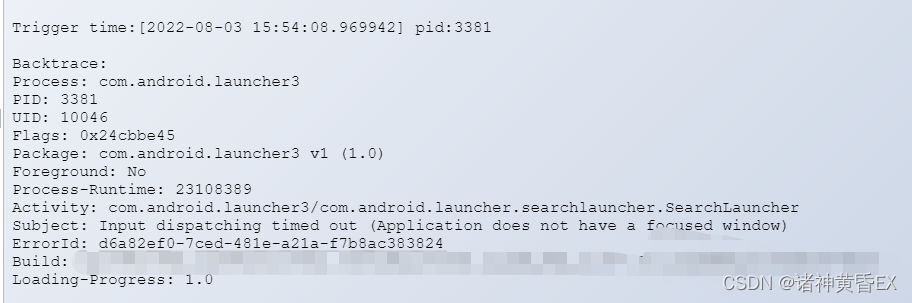 Trigger time:[2022-08-03 15:54:08.969942] pid:3381
Backtrace:
Process: com.android.launcher3
PID: 3381
UID: 10046
Flags: 0x24cbbe45
Package: com.android.launcher3 v1 (1.0)
Foreground: No
Process-Runtime: 23108389
Activity: com.android.launcher3/com.android.launcher.searchlauncher.SearchLauncher
Subject: Input dispatching timed out (Application does not have a focused window)
ErrorId: d6a82ef0-7ced-481e-a21a-f7b8ac383824
Build:
Loading-Progress: 1.0
CSDN @诸神黄昏EX